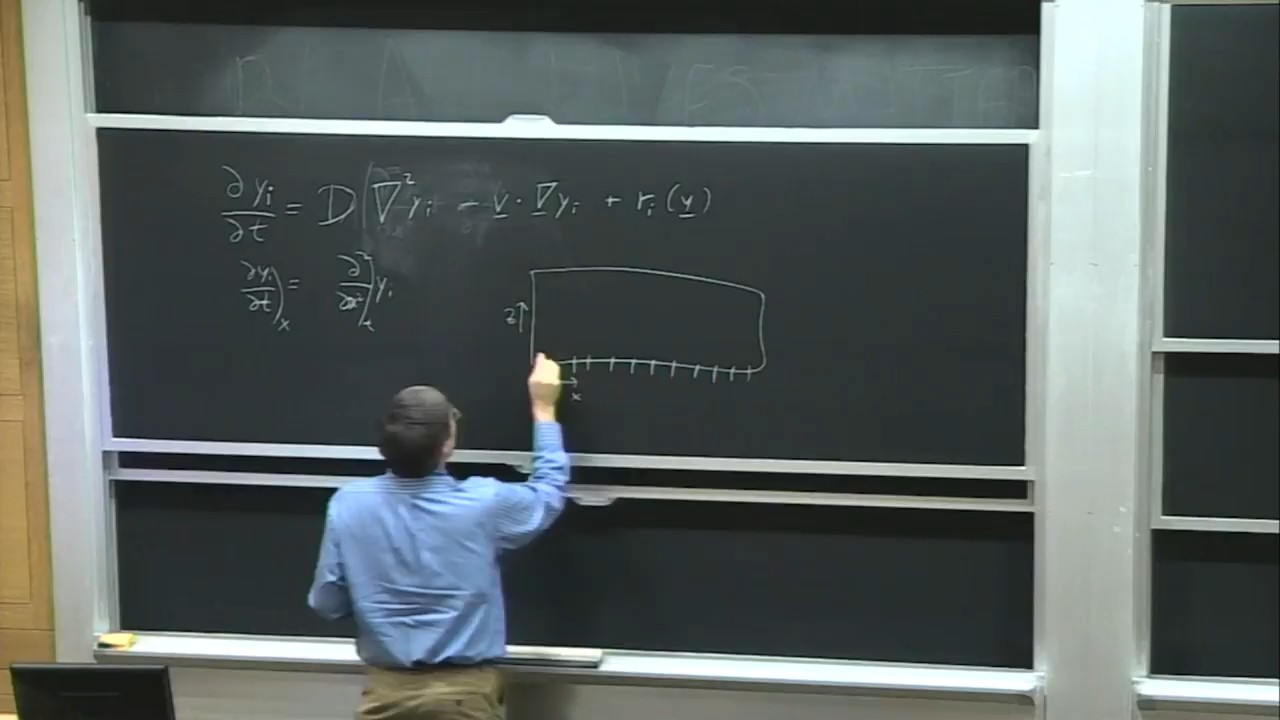 ∂yᵢ/∂t = D ∇²yᵢ − v · ∇yᵢ + rᵢ(y)
∂yᵢ/∂t)ₓ = ∂²/∂x²)ₜ yᵢ
z↑
→
x